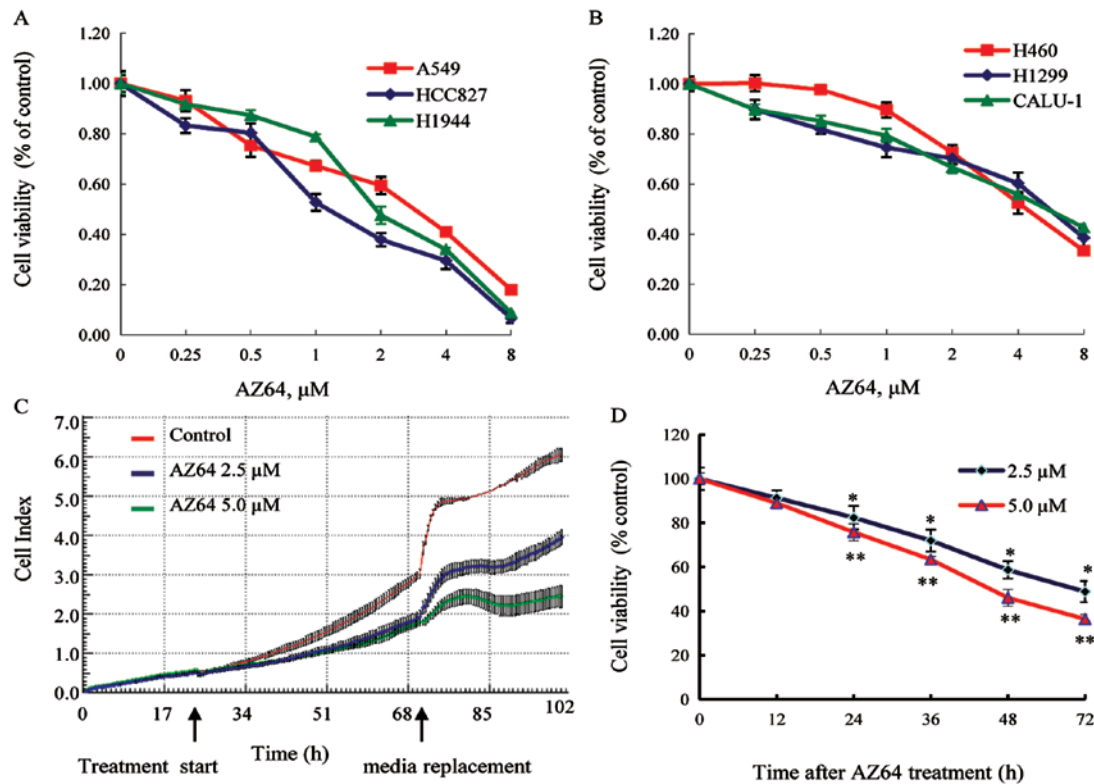 A
Cell viability (% of control)
1.20
1.00
0.80
0.60
0.40
0.20
0.00
A549
HCC827
H1944
0 0.25 0.5 1 2 4 8
AZ64, μM
B
Cell viability (% of control)
1.20
1.00
0.80
0.60
0.40
0.20
0.00
H460
H1299
CALU-1
0 0.25 0.5 1 2 4 8
AZ64, μM
C
Cell Index
7.0
6.0
5.0
4.0
3.0
2.0
1.0
0.0
Control
AZ64 2.5 μM
AZ64 5.0 μM
0 17 34 51 68 85 102
Time (h)
Treatment start
media replacement
D
Cell viability (% control)
120
100
80
60
40
20
0
2.5 μM
5.0 μM
* * * *
** ** ** **
0 12 24 36 48 72
Time after AZ64 treatment (h)